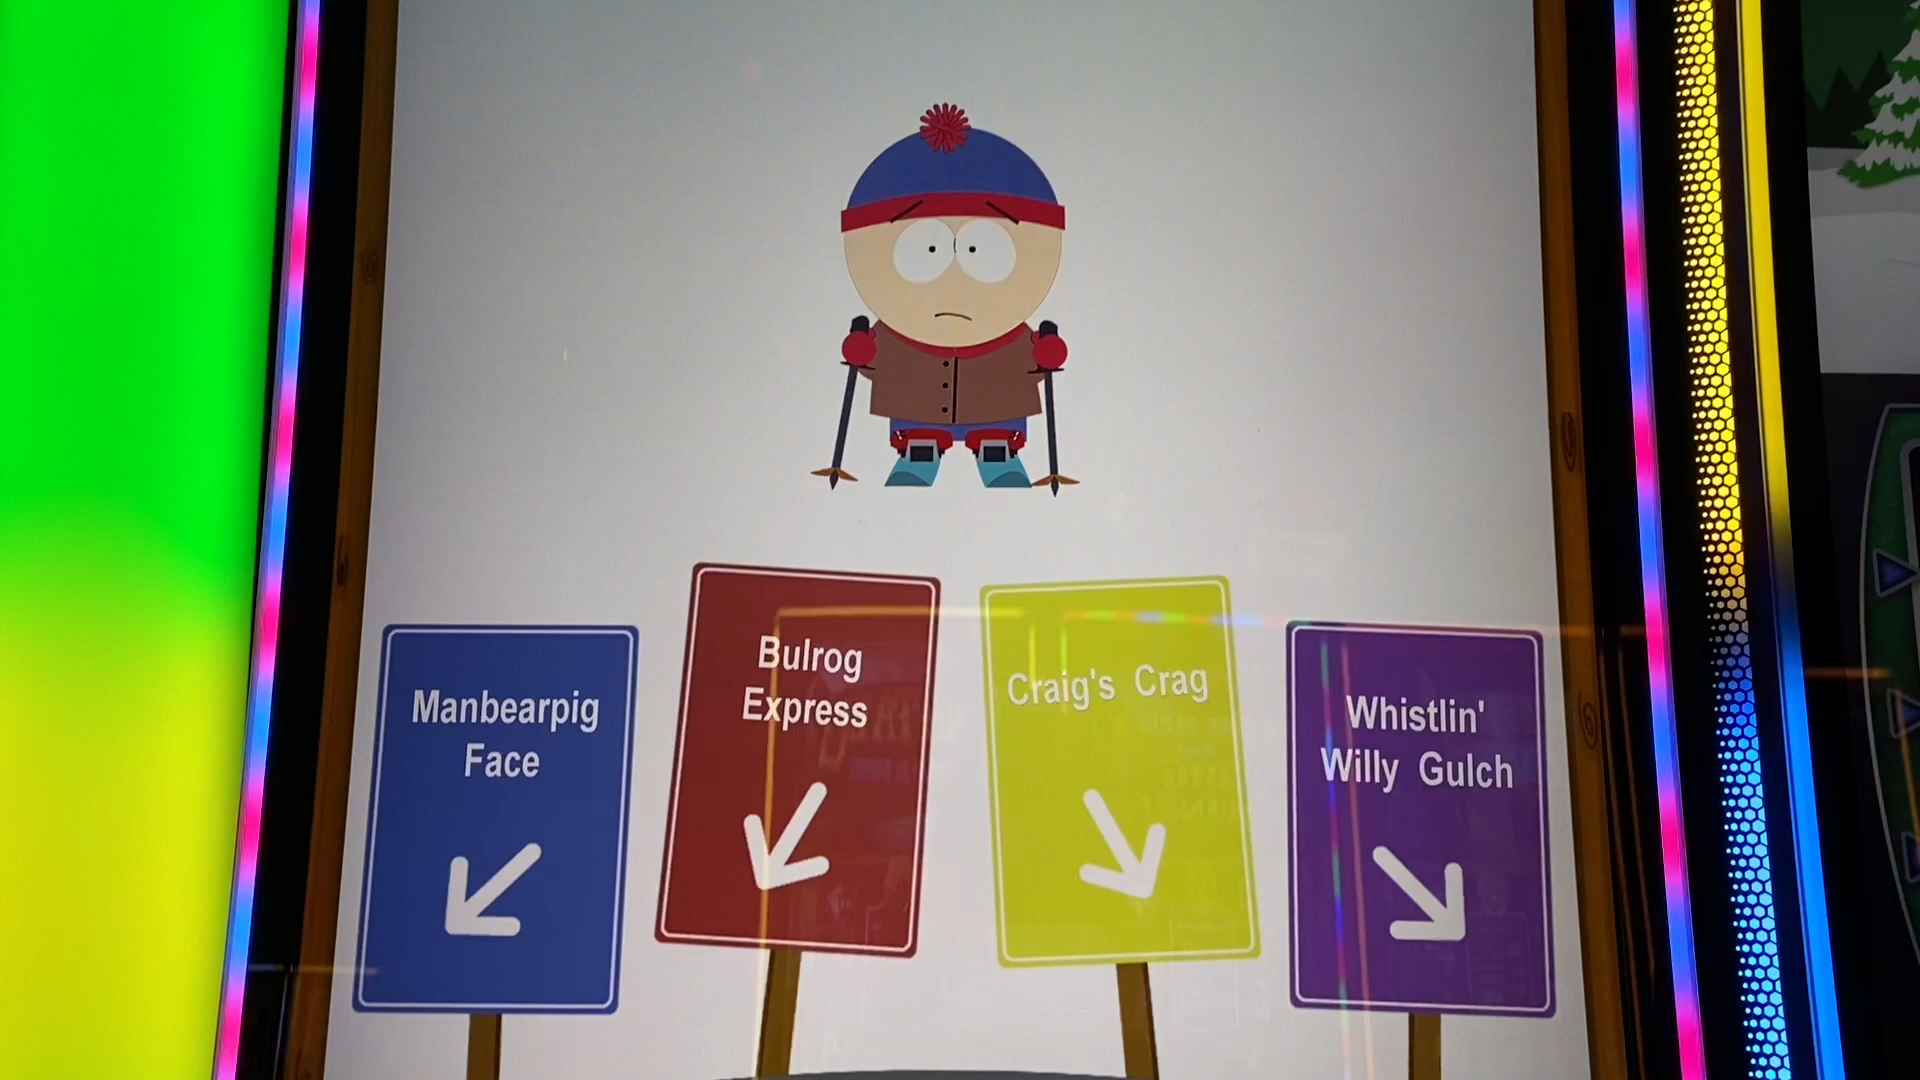 Manbearpig
Face
Bulrog
Express
Craig's Crag
Whistlin'
Willy Gulch